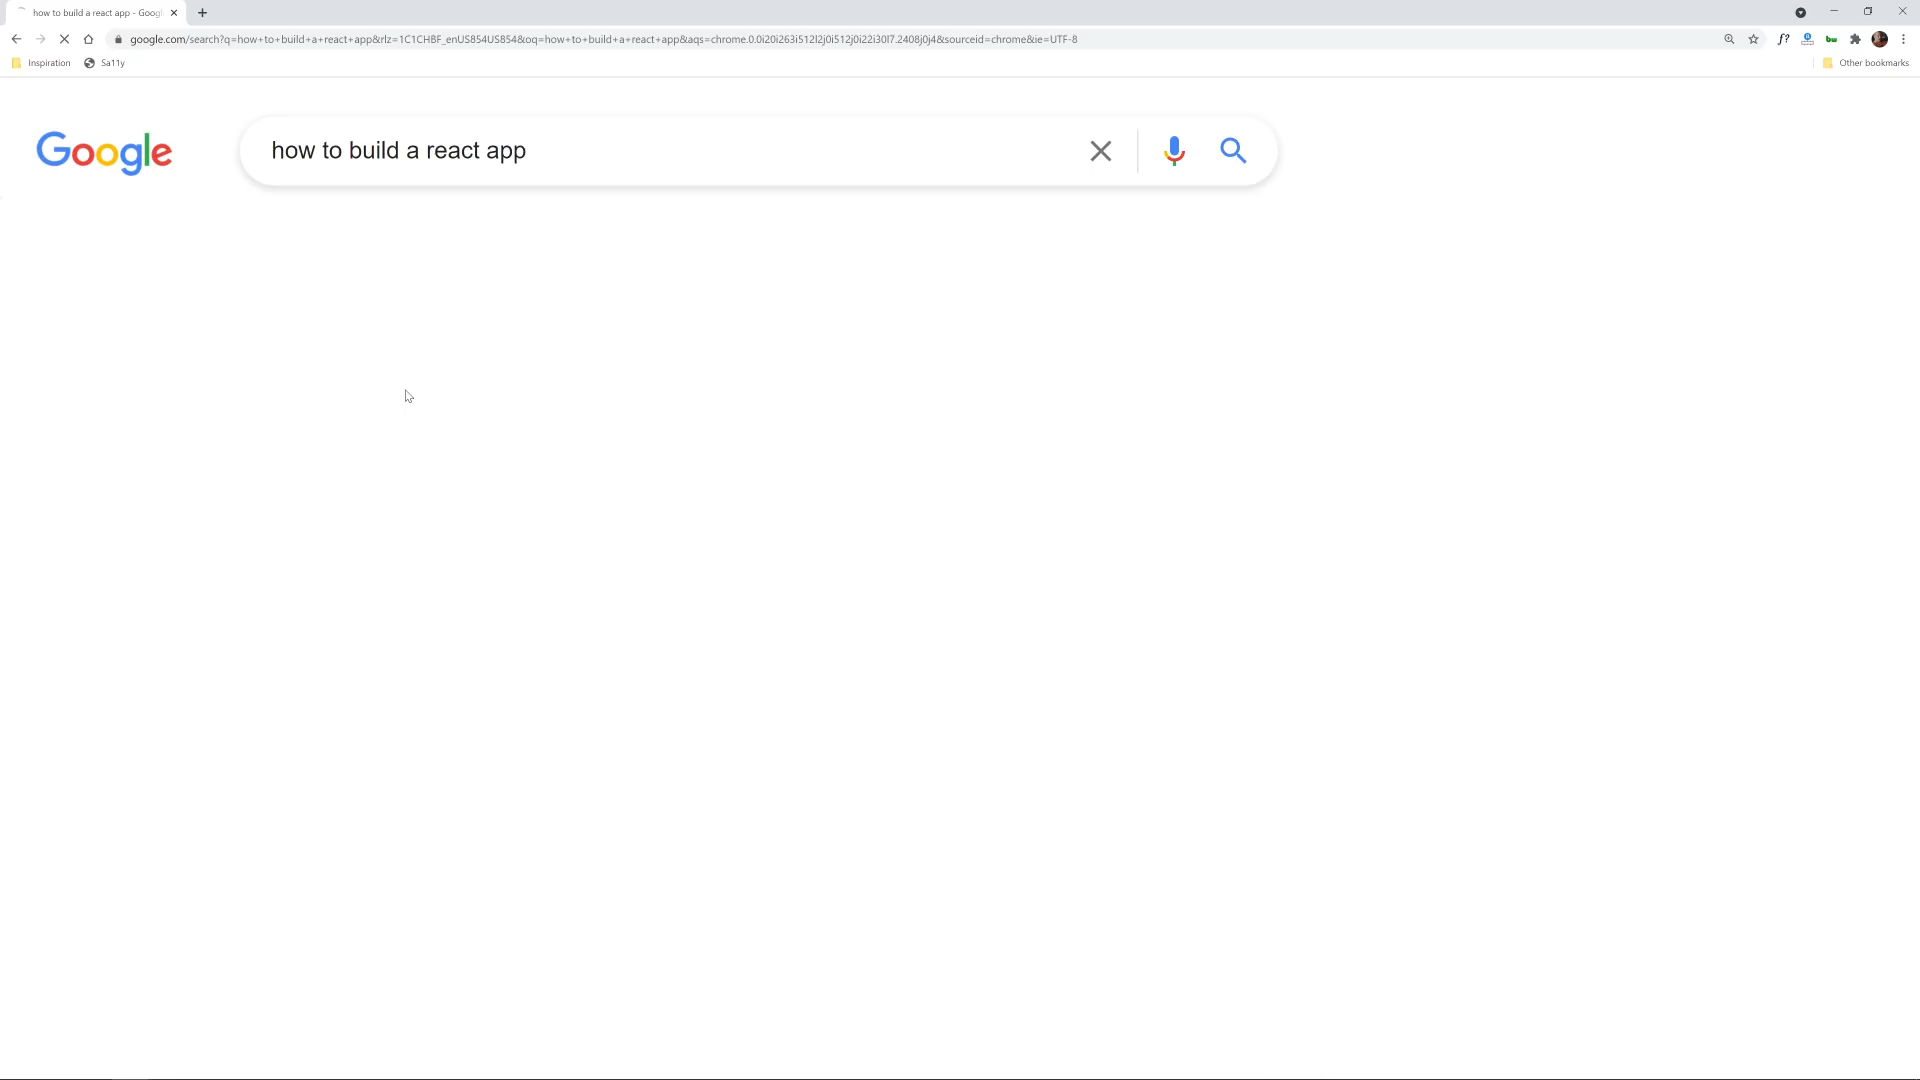 how to build a react app - Goog
google.com/search?q=how+to+build+a+react+app&rlz=1C1CHBF_enUS854US854&oq=how+to+build+a+react+app&aqs=chrome.0.0i20i263i512l2j0i512j0i22i30l7.2408j0j4&sourceid=chrome&ie=UTF-8
f?
bw
Inspiration
Sa11y
Other bookmarks
Google
how to build a react app